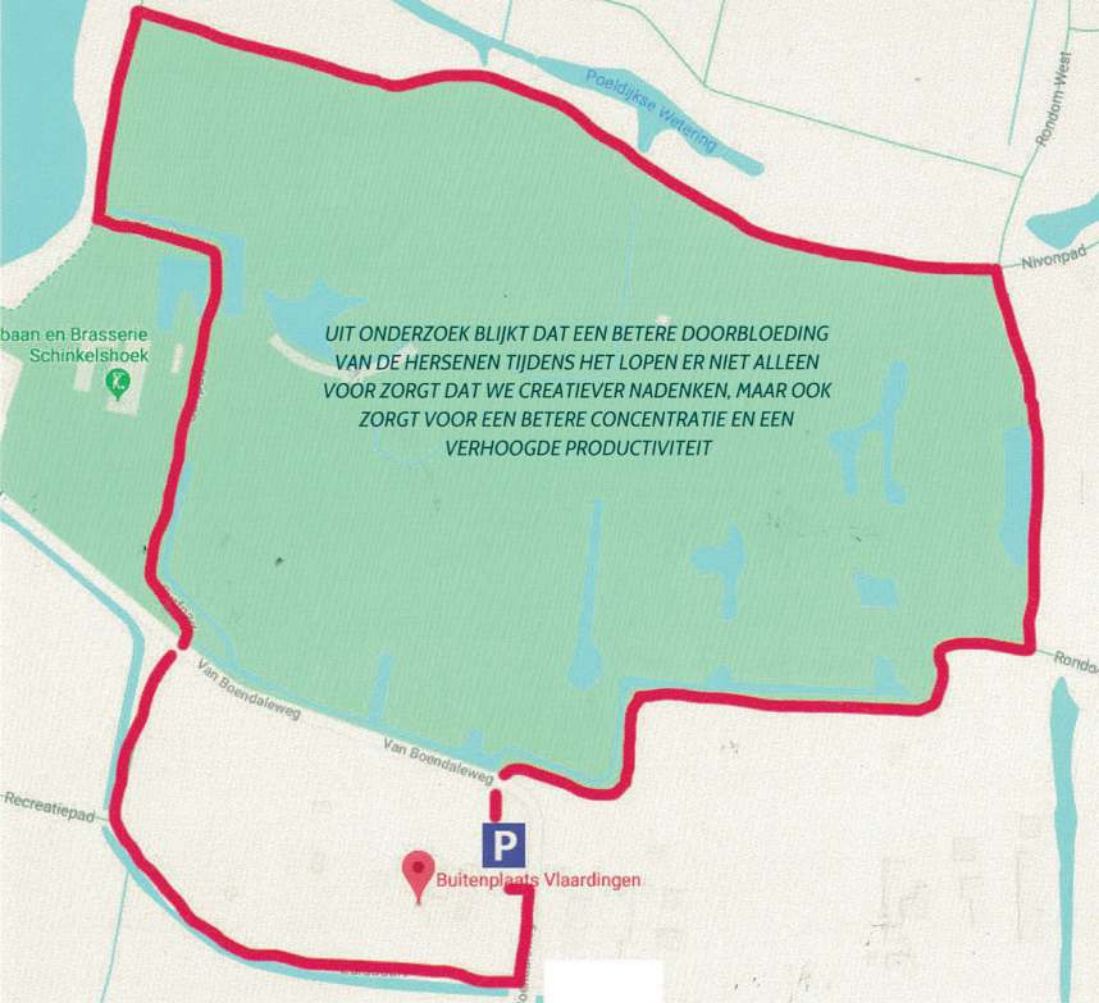 Poeldijkse Wetering
Rondom West
Nivonpad
baan en Brasserie
Schinkelshoek
UIT ONDERZOEK BLIJKT DAT EEN BETERE DOORBLOEDING
VAN DE HERSENEN TIJDENS HET LOPEN ER NIET ALLEEN
VOOR ZORGT DAT WE CREATIEVER NADENKEN, MAAR OOK
ZORGT VOOR EEN BETERE CONCENTRATIE EN EEN
VERHOOGDE PRODUCTIVITEIT
Rondo
Van Boendaleweg
Van Boendaleweg
Recreatiepad
P
Buitenplaats Vlaardingen